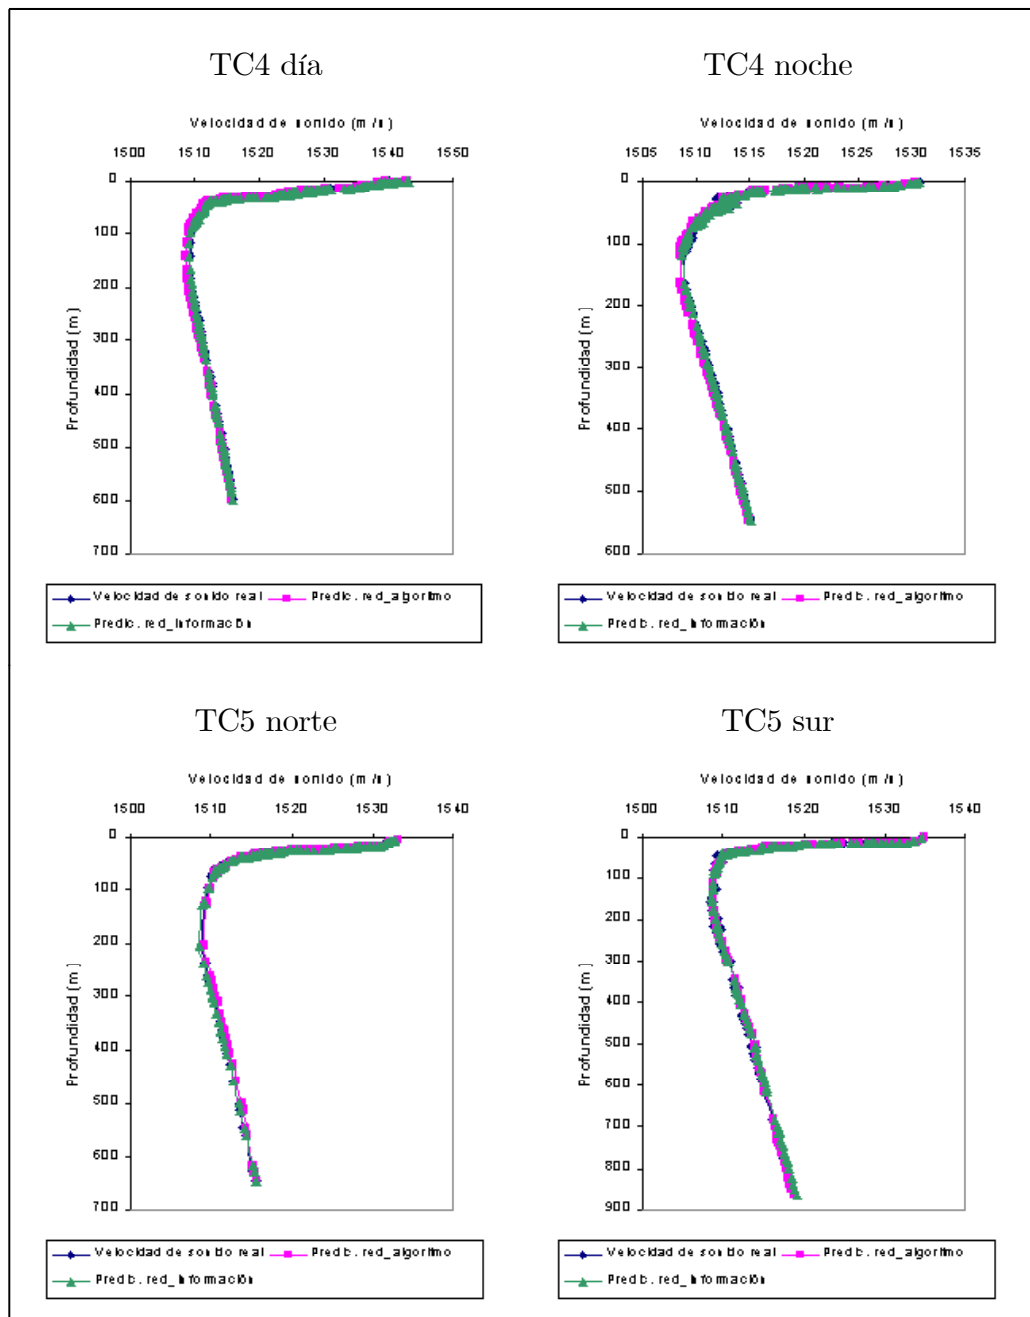 TC4 día
TC4 noche
Velocidad de sonido (m/s)
1500 1510 1520 1530 1540 1550
0
100
200
300
400
500
600
700
Profundidad (m)
Velocidad de sonido real
Predic. red_algoritmo
Predic. red_información
Velocidad de sonido (m/s)
1505 1510 1515 1520 1525 1530 1535
0
100
200
300
400
500
600
Profundidad (m)
Velocidad de sonido real
Predic. red_algoritmo
Predic. red_información
TC5 norte
TC5 sur
Velocidad de sonido (m/s)
1500 1510 1520 1530 1540
0
100
200
300
400
500
600
700
Profundidad (m)
Velocidad de sonido real
Predic. red_algoritmo
Predic. red_información
Velocidad de sonido (m/s)
1500 1510 1520 1530 1540
0
100
200
300
400
500
600
700
800
900
Profundidad (m)
Velocidad de sonido real
Predic. red_algoritmo
Predic. red_información